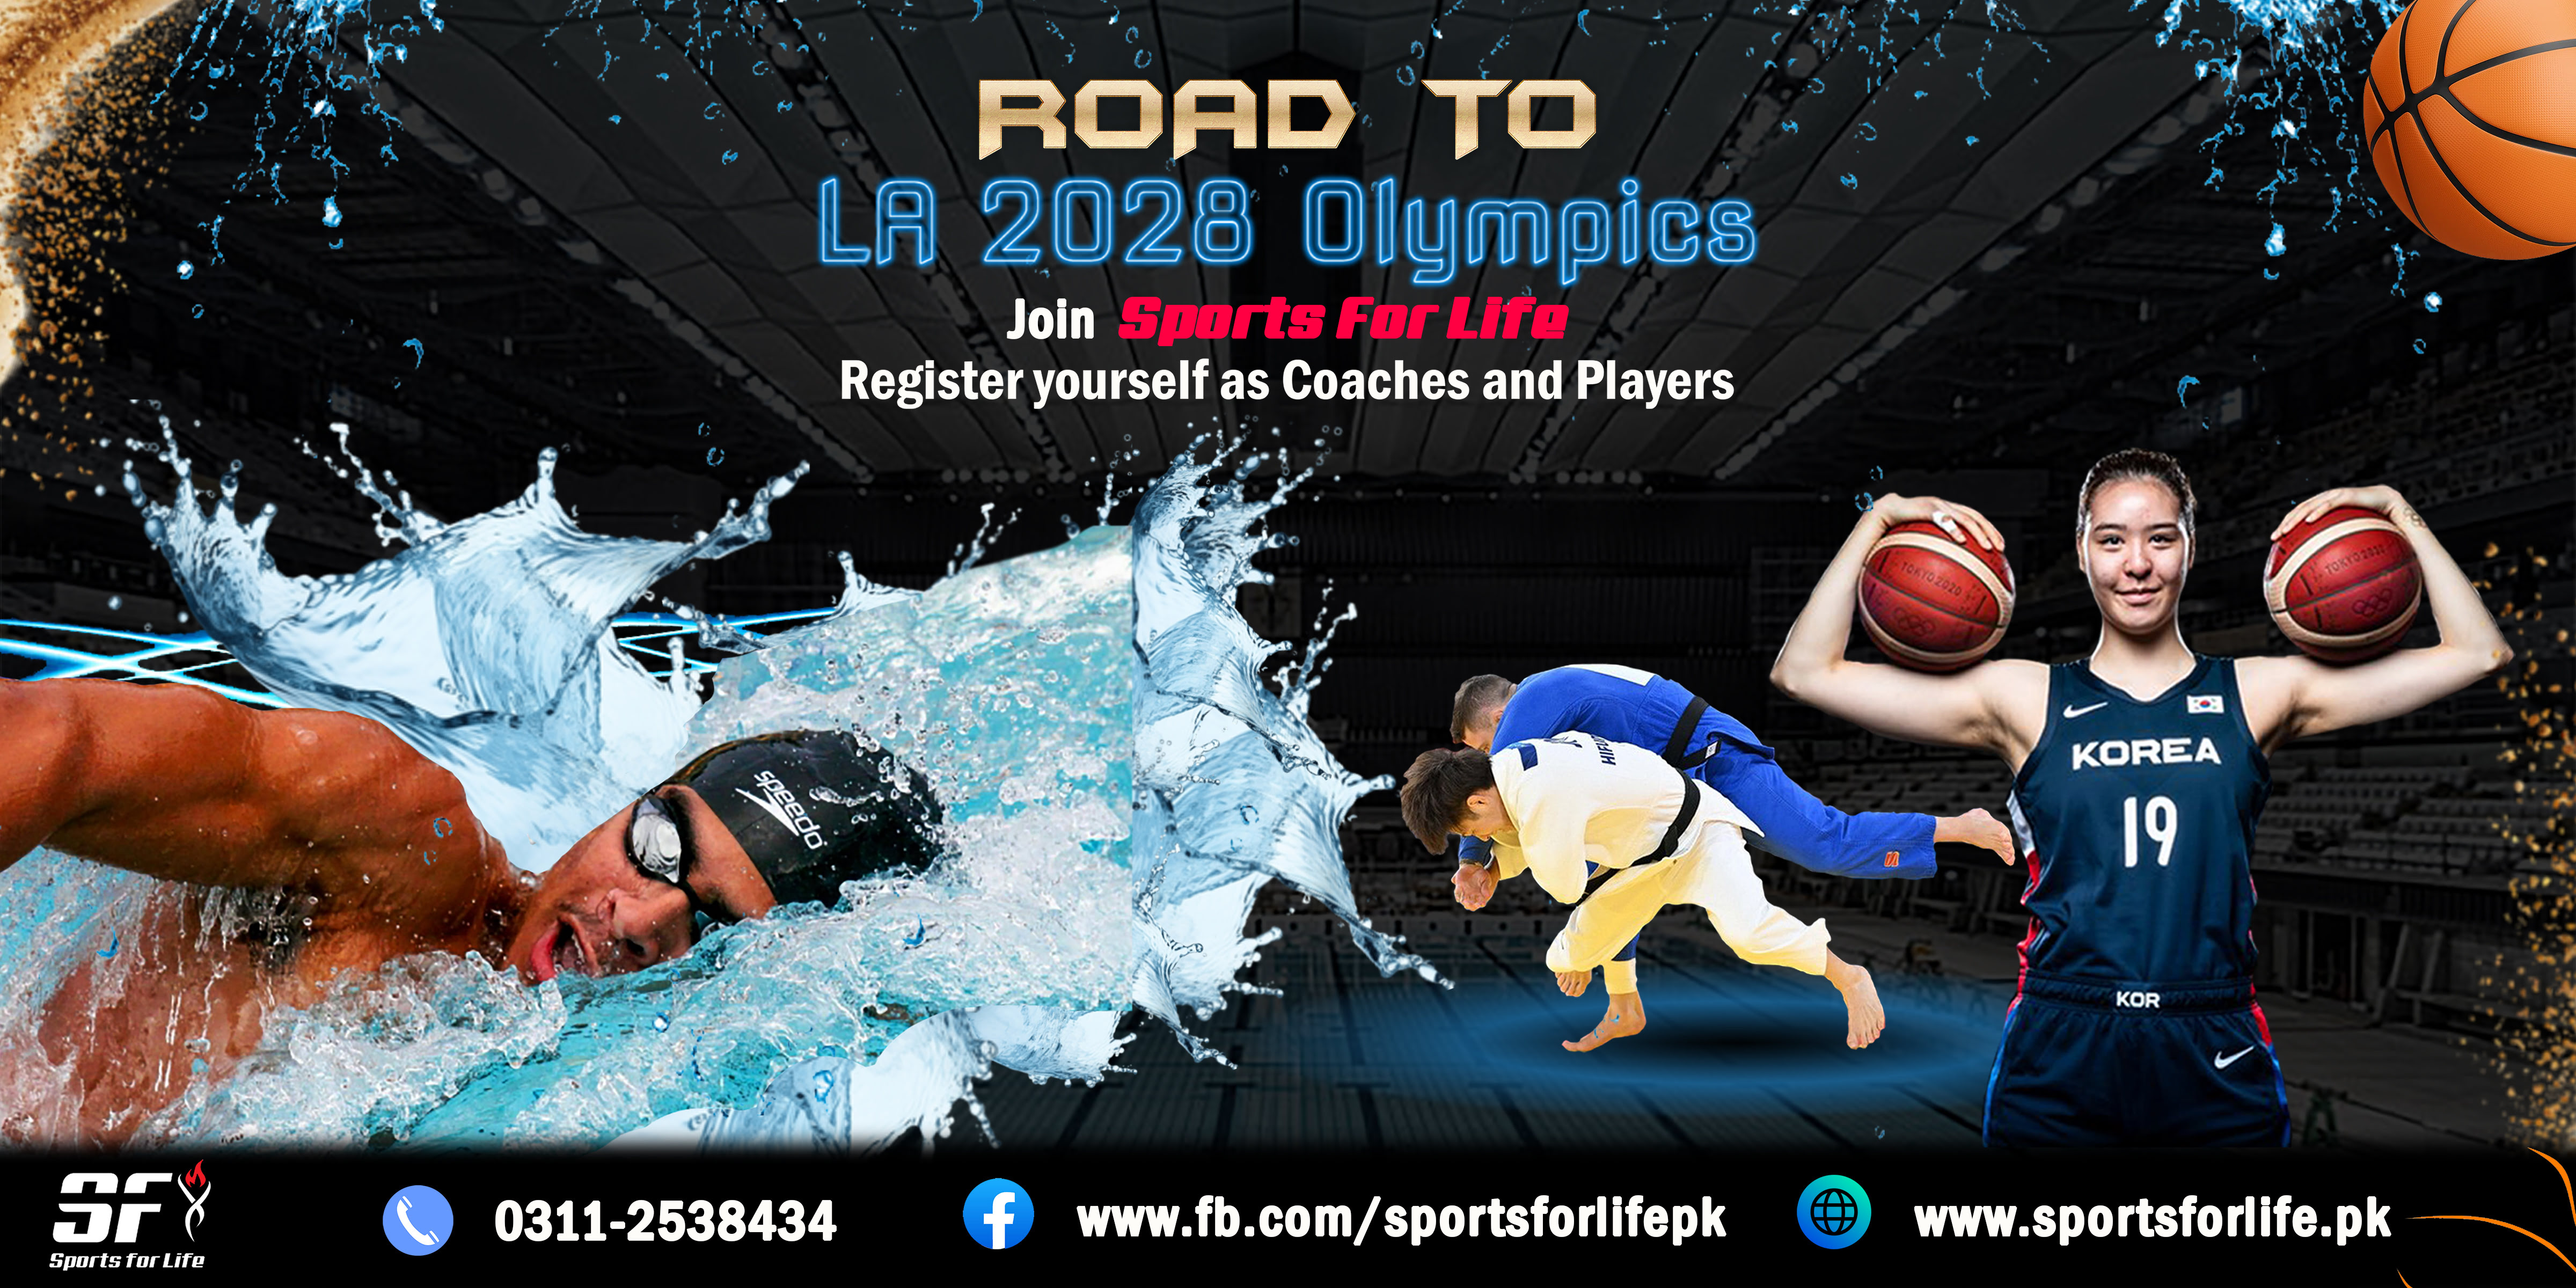 ROAD TO
LA 2028 Olympics
Join Sports For Life
Register yourself as Coaches and Players
TOKYO 2020
TOKYO 2020
speedo
KOREA
19
KOR
SF
Sports for Life
0311-2538434
www.fb.com/sportsforlifepk
www.sportsforlife.pk